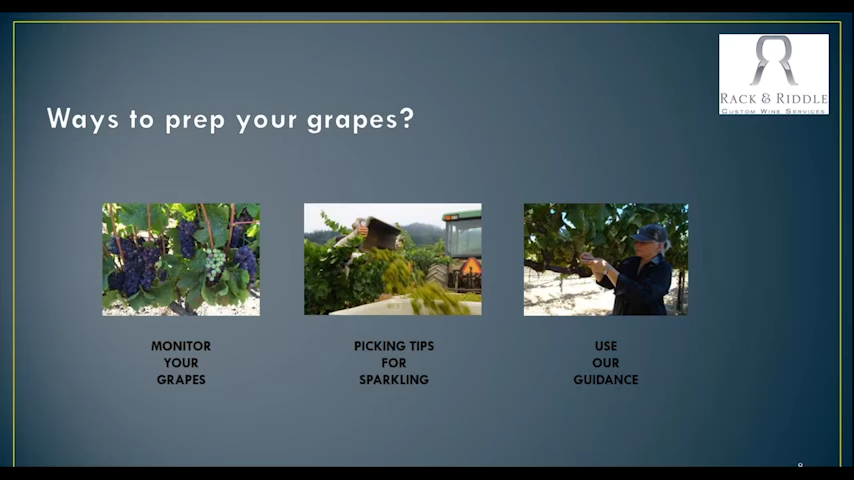 RACK & RIDDLE
CUSTOM WINE SERVICES
Ways to prep your grapes?
MONITOR
YOUR
GRAPES
PICKING TIPS
FOR
SPARKLING
USE
OUR
GUIDANCE